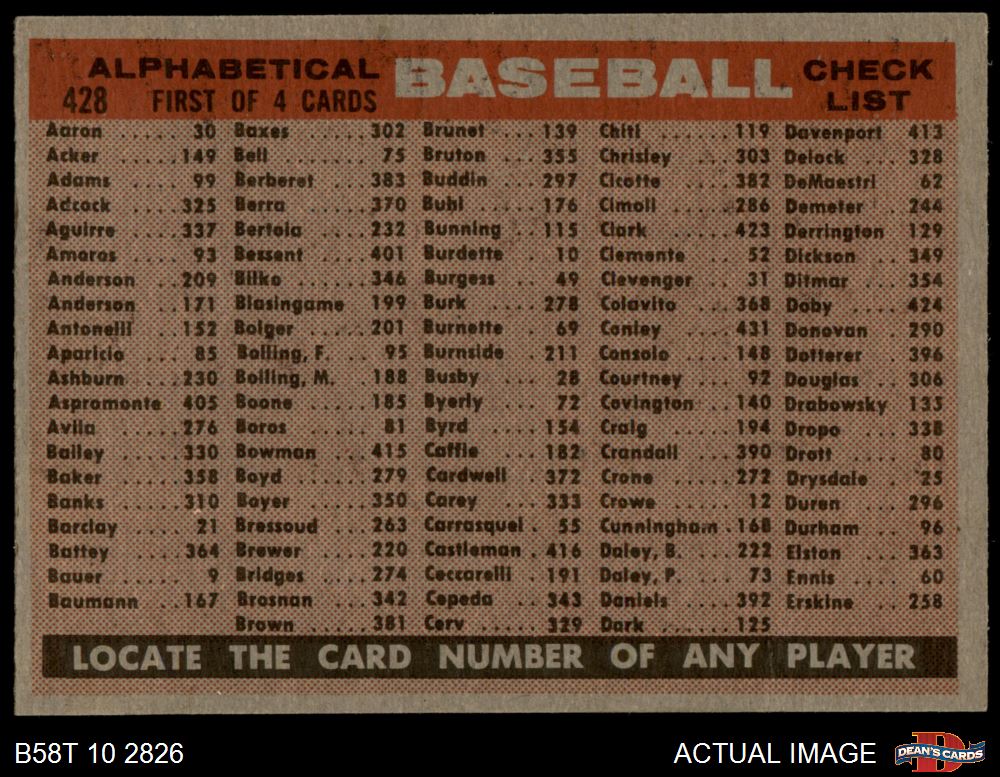 ALPHABETICAL BASEBALL CHECK
428 FIRST OF 4 CARDS LIST
Aaron ..... 30 Baxes ..... 302 Brunet ... 139 Chiti ..... 119 Davenport 413
Acker ..... 149 Bell ...... 75 Bruton ... 355 Chrisley ... 303 Delock ... 328
Adams .... 99 Berberet ... 383 Buddin ... 297 Cicotte .... 382 DeMaestri 62
Adcock .... 325 Berra ..... 370 Buhl ..... 176 Cimoli .... 286 Demeter .. 244
Aguirre .... 337 Bertoia .... 232 Bunning ... 115 Clark ..... 423 Derrington 129
Amoros .... 93 Bessent .... 401 Burdette .. 10 Clemente .. 52 Dickson ... 349
Anderson .. 209 Bilko ..... 346 Burgess ... 49 Clevenger .. 31 Ditmar ... 354
Anderson .. 171 Blasingame 199 Burk ..... 278 Colavito ... 368 Doby ..... 424
Antonelli .. 152 Bolger ..... 201 Burnette .. 69 Conley .... 431 Donovan .. 290
Aparicio ... 85 Bolling, F. .. 95 Burnside .. 211 Consolo ... 148 Dotterer .. 396
Ashburn ... 230 Bolling, M. .. 188 Busby .... 28 Courtney .. 92 Douglas .. 306
Aspromonte 405 Boone ..... 185 Byerly .... 72 Covington .. 140 Drabowsky 135
Avila ..... 276 Boros ..... 81 Byrd ..... 154 Craig ..... 194 Dropo .... 338
Bailey ..... 330 Bowman ... 415 Caffie .... 182 Crandall ... 390 Drott .... 80
Baker ..... 358 Boyd ..... 279 Cardwell .. 372 Crone ..... 272 Drysdale .. 25
Banks ..... 310 Boyer ..... 350 Carey .... 333 Crowe .... 12 Duren .... 296
Barclay .... 21 Bressoud ... 263 Carrasquel . 55 Cunningham . 168 Durham ... 96
Battey ..... 364 Brewer .... 220 Castleman . 416 Daley, B. ... 222 Elston .... 363
Bauer ..... 9 Bridges .... 274 Ceccarelli . 191 Daley, P. ... 73 Ennis .... 60
Baumann .. 167 Brosnan ... 342 Cepeda ... 343 Daniels .... 392 Erskine .. 258
Brown ..... 381 Cerv ..... 329 Dark ..... 125
LOCATE THE CARD NUMBER OF ANY PLAYER
B58T 10 2826 ACTUAL IMAGE D DEAN'S CARDS